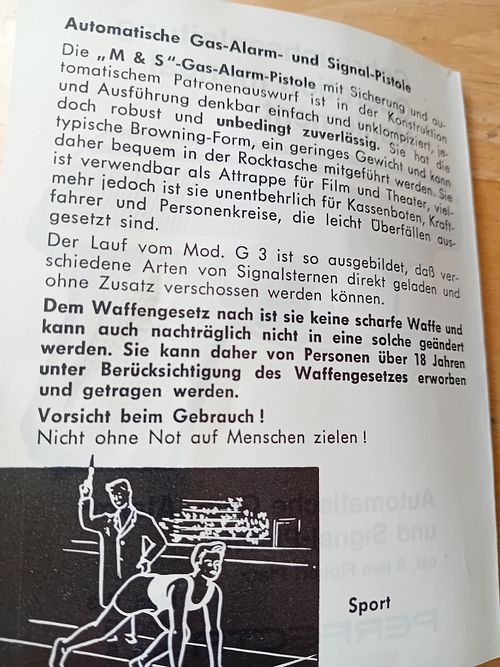 Automatische Gas-Alarm- und Signal-Pistole
Die „M & S“-Gas-Alarm-Pistole mit Sicherung und au-
tomatischem Patronenauswurf ist in der Konstruktion
und Ausführung denkbar einfach und unkompliziert, je-
doch robust und unbedingt zuverlässig. Sie hat die
typische Browning-Form, ein geringes Gewicht und kann
daher bequem in der Rocktasche mitgeführt werden. Sie
ist verwendbar als Attrappe für Film und Theater, viel-
mehr jedoch ist sie unentbehrlich für Kassenboten, Kraft-
fahrer und Personenkreise, die leicht Überfällen aus-
gesetzt sind.
Der Lauf vom Mod. G 3 ist so ausgebildet, daß ver-
schiedene Arten von Signalsternen direkt geladen und
ohne Zusatz verschossen werden können.
Dem Waffengesetz nach ist sie keine scharfe Waffe und
kann auch nachträglich nicht in eine solche geändert
werden. Sie kann daher von Personen über 18 Jahren
unter Berücksichtigung des Waffengesetzes erworben
und getragen werden.
Vorsicht beim Gebrauch!
Nicht ohne Not auf Menschen zielen!
Sport